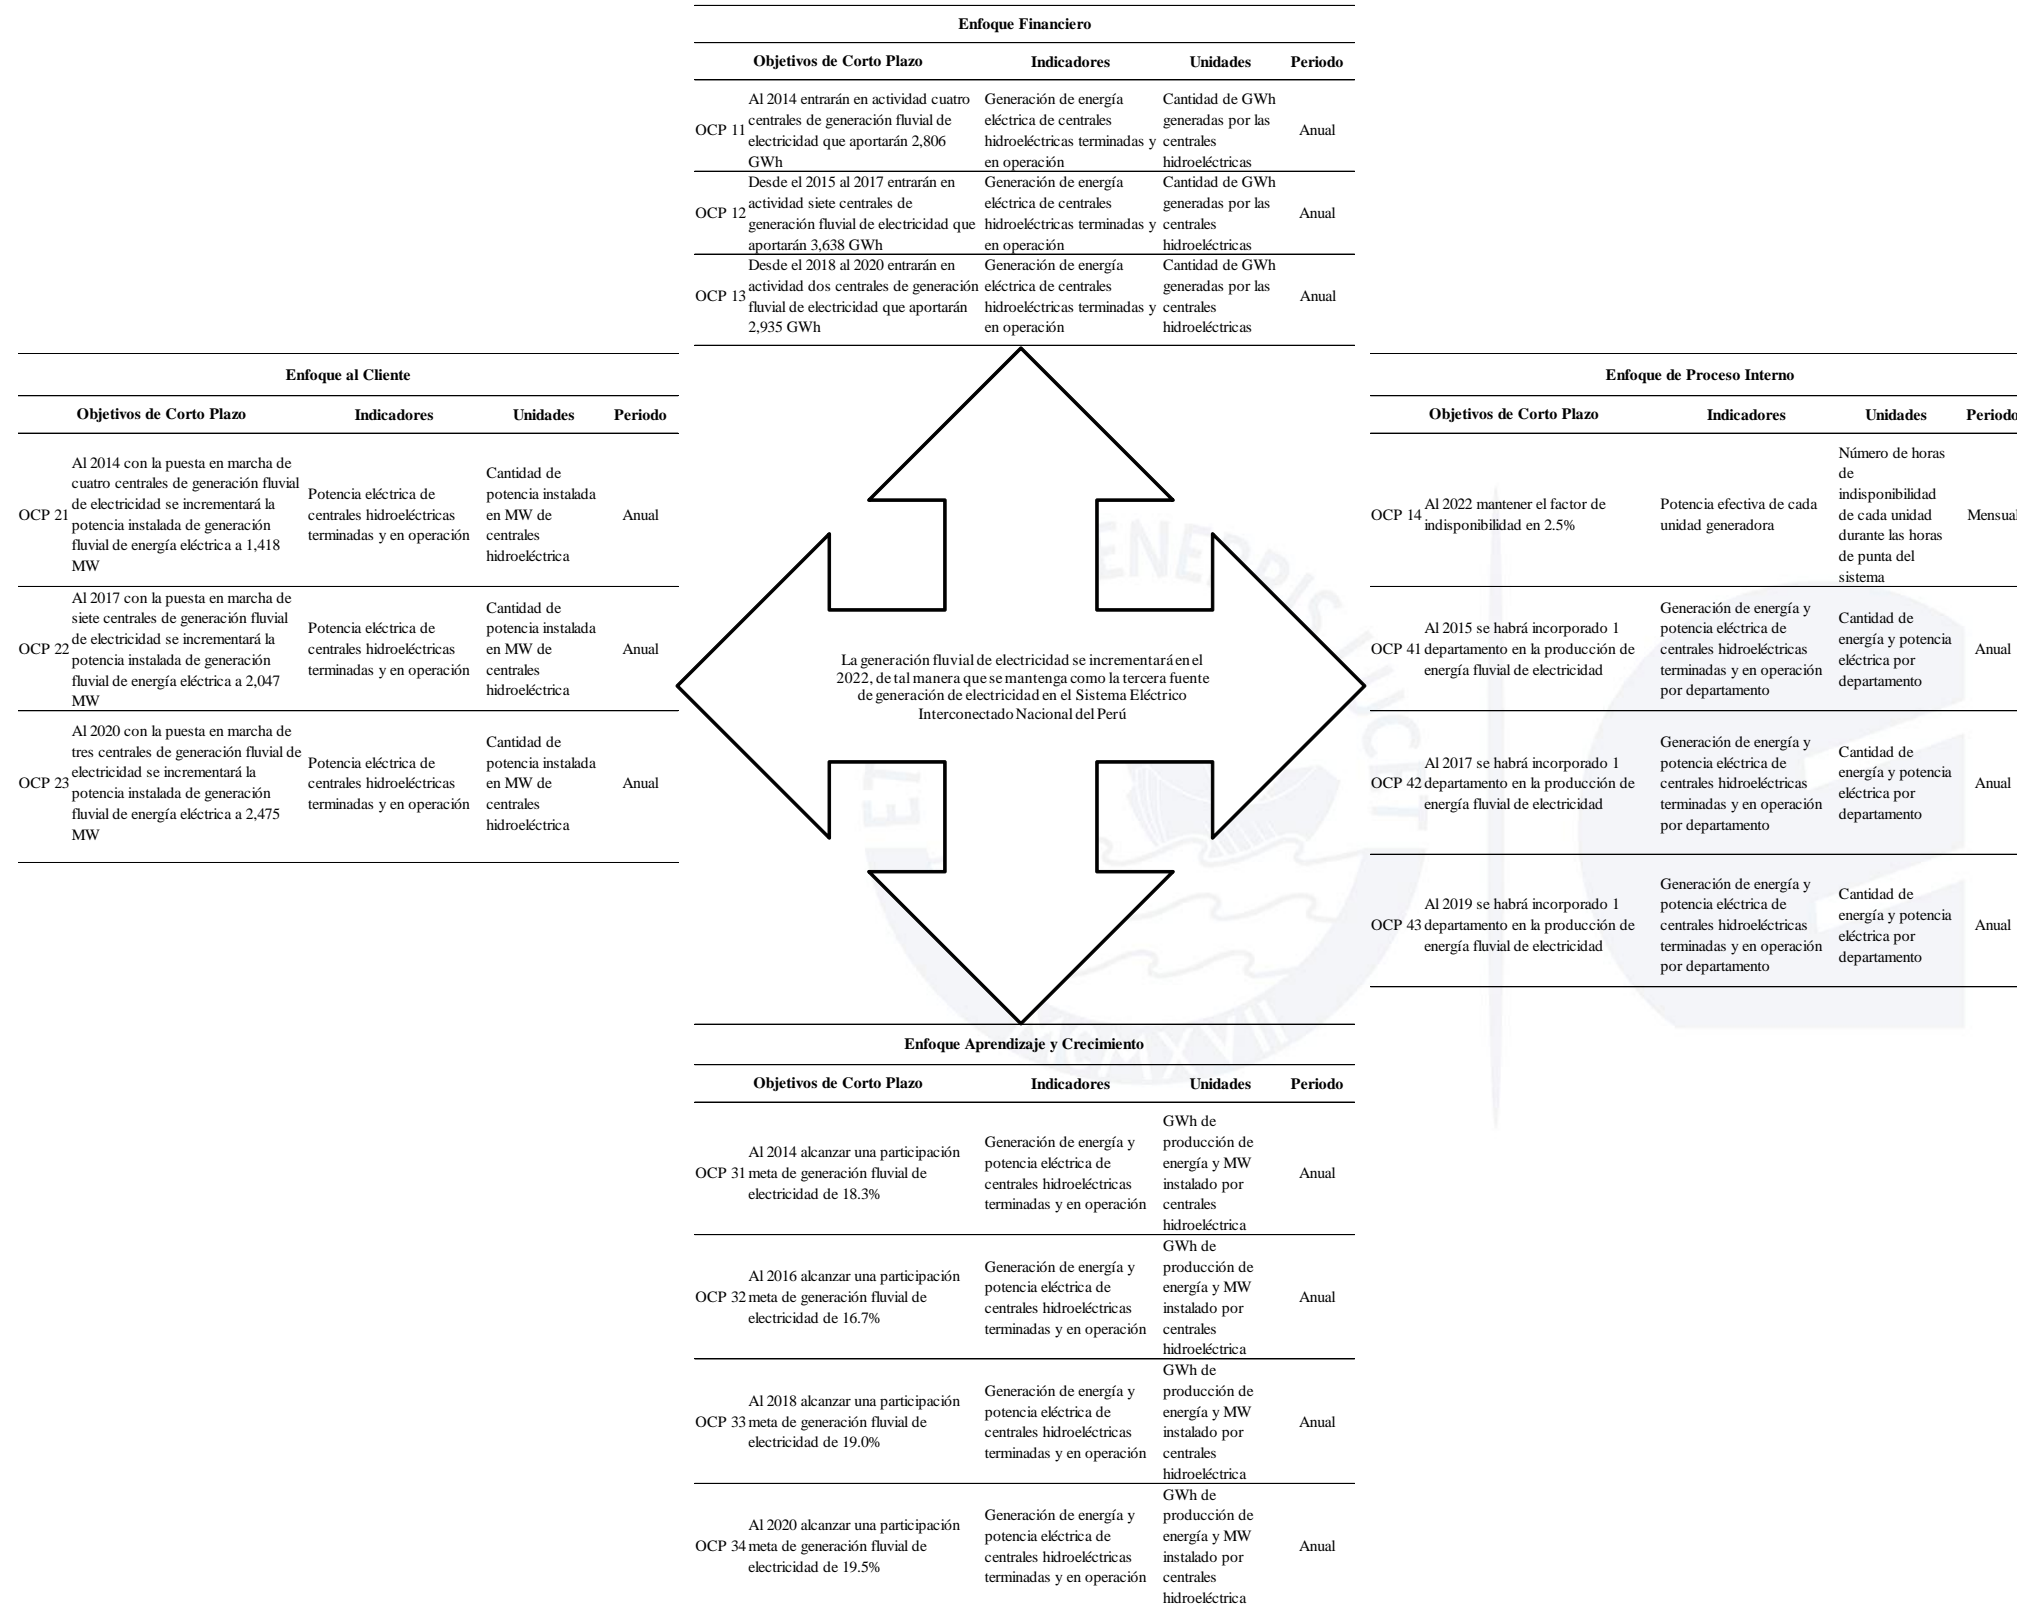 Enfoque Financiero
Objetivos de Corto Plazo Indicadores Unidades Periodo
OCP 11
Al 2014 entrarán en actividad cuatro
centrales de generación fluvial de
electricidad que aportarán 2,806
GWh
Generación de energía
eléctrica de centrales
hidroeléctricas terminadas y
en operación
Cantidad de GWh
generadas por las
centrales
hidroeléctricas
Anual
OCP 12
Desde el 2015 al 2017 entrarán en
actividad siete centrales de
generación fluvial de electricidad que
aportarán 3,638 GWh
Generación de energía
eléctrica de centrales
hidroeléctricas terminadas y
en operación
Cantidad de GWh
generadas por las
centrales
hidroeléctricas
Anual
OCP 13
Desde el 2018 al 2020 entrarán en
actividad dos centrales de generación
fluvial de electricidad que aportarán
2,935 GWh
Generación de energía
eléctrica de centrales
hidroeléctricas terminadas y
en operación
Cantidad de GWh
generadas por las
centrales
hidroeléctricas
Anual
Enfoque al Cliente
Objetivos de Corto Plazo Indicadores Unidades Periodo
OCP 21
Al 2014 con la puesta en marcha de
cuatro centrales de generación fluvial
de electricidad se incrementará la
potencia instalada de generación
fluvial de energía eléctrica a 1,418
MW
Potencia eléctrica de
centrales hidroeléctricas
terminadas y en operación
Cantidad de
potencia instalada
en MW de
centrales
hidroeléctrica
Anual
OCP 22
Al 2017 con la puesta en marcha de
siete centrales de generación fluvial
de electricidad se incrementará la
potencia instalada de generación
fluvial de energía eléctrica a 2,047
MW
Potencia eléctrica de
centrales hidroeléctricas
terminadas y en operación
Cantidad de
potencia instalada
en MW de
centrales
hidroeléctrica
Anual
OCP 23
Al 2020 con la puesta en marcha de
tres centrales de generación fluvial de
electricidad se incrementará la
potencia instalada de generación
fluvial de energía eléctrica a 2,475
MW
Potencia eléctrica de
centrales hidroeléctricas
terminadas y en operación
Cantidad de
potencia instalada
en MW de
centrales
hidroeléctrica
Anual
La generación fluvial de electricidad se incrementará en el
2022, de tal manera que se mantenga como la tercera fuente
de generación de electricidad en el Sistema Eléctrico
Interconectado Nacional del Perú
Enfoque de Proceso Interno
Objetivos de Corto Plazo Indicadores Unidades Periodo
OCP 14
Al 2022 mantener el factor de
indisponibilidad en 2.5%
Potencia efectiva de cada
unidad generadora
Número de horas
de
indisponibilidad
de cada unidad
durante las horas
de punta del
sistema
Mensual
OCP 41
Al 2015 se habrá incorporado 1
departamento en la producción de
energía fluvial de electricidad
Generación de energía y
potencia eléctrica de
centrales hidroeléctricas
terminadas y en operación
por departamento
Cantidad de
energía y potencia
eléctrica por
departamento
Anual
OCP 42
Al 2017 se habrá incorporado 1
departamento en la producción de
energía fluvial de electricidad
Generación de energía y
potencia eléctrica de
centrales hidroeléctricas
terminadas y en operación
por departamento
Cantidad de
energía y potencia
eléctrica por
departamento
Anual
OCP 43
Al 2019 se habrá incorporado 1
departamento en la producción de
energía fluvial de electricidad
Generación de energía y
potencia eléctrica de
centrales hidroeléctricas
terminadas y en operación
por departamento
Cantidad de
energía y potencia
eléctrica por
departamento
Anual
MCMXVII
Enfoque Aprendizaje y Crecimiento
Objetivos de Corto Plazo Indicadores Unidades Periodo
OCP 31
Al 2014 alcanzar una participación
meta de generación fluvial de
electricidad de 18.3%
Generación de energía y
potencia eléctrica de
centrales hidroeléctricas
terminadas y en operación
GWh de
producción de
energía y MW
instalado por
centrales
hidroeléctrica
Anual
OCP 32
Al 2016 alcanzar una participación
meta de generación fluvial de
electricidad de 16.7%
Generación de energía y
potencia eléctrica de
centrales hidroeléctricas
terminadas y en operación
GWh de
producción de
energía y MW
instalado por
centrales
hidroeléctrica
Anual
OCP 33
Al 2018 alcanzar una participación
meta de generación fluvial de
electricidad de 19.0%
Generación de energía y
potencia eléctrica de
centrales hidroeléctricas
terminadas y en operación
GWh de
producción de
energía y MW
instalado por
centrales
hidroeléctrica
Anual
OCP 34
Al 2020 alcanzar una participación
meta de generación fluvial de
electricidad de 19.5%
Generación de energía y
potencia eléctrica de
centrales hidroeléctricas
terminadas y en operación
GWh de
producción de
energía y MW
instalado por
centrales
hidroeléctrica
Anual